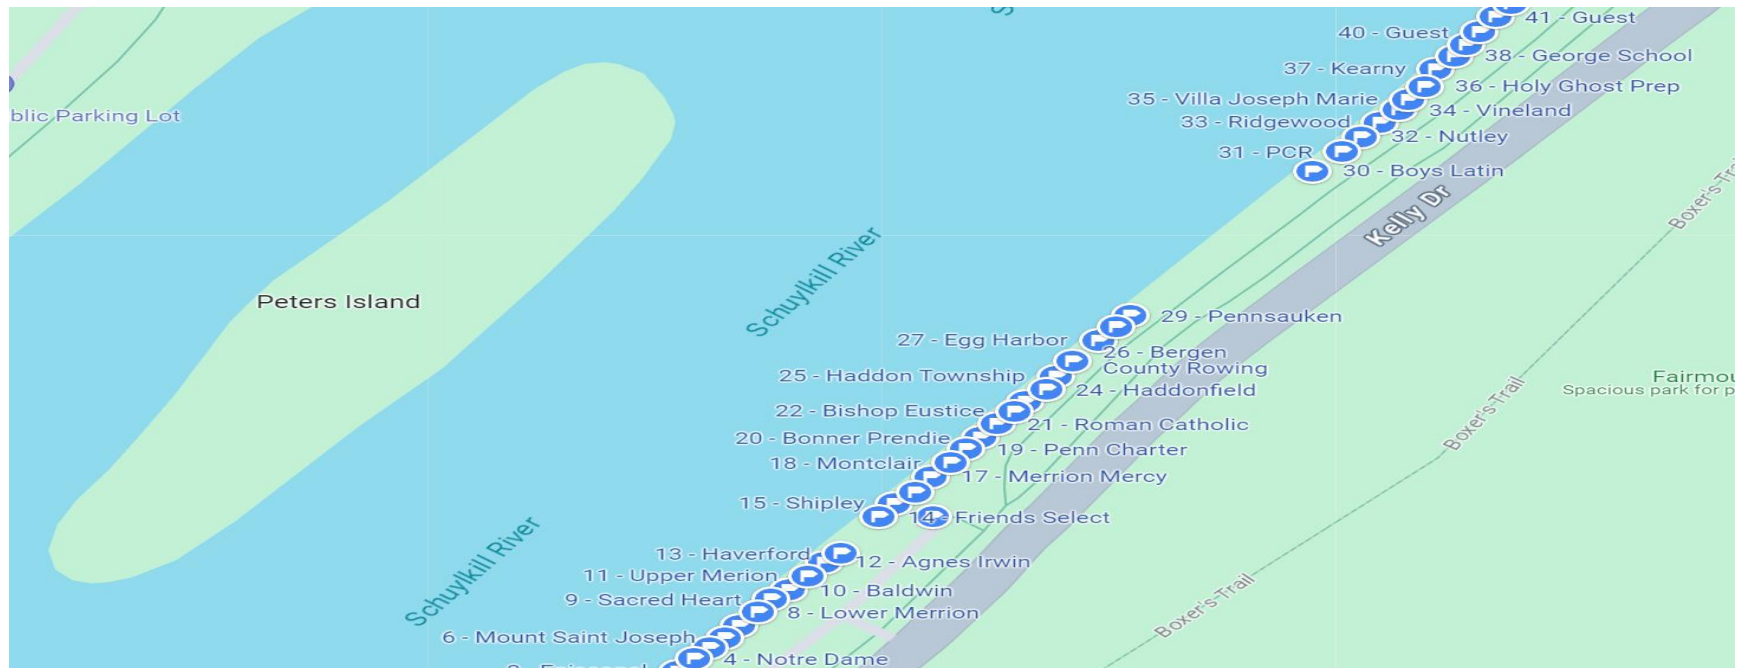 41 - Guest
40 - Guest
38 - George School
37 - Kearny
36 - Holy Ghost Prep
35 - Villa Joseph Marie
34 - Vineland
33 - Ridgewood
32 - Nutley
31 - PCR
30 - Boys Latin
blic Parking Lot
Kelly Dr
Boxer's Tra
Schuylkill River
Peters Island
29 - Pennsauken
27 - Egg Harbor
26 - Bergen
County Rowing
25 - Haddon Township
24 - Haddonfield
Fairmou
Spacious park for p
22 - Bishop Eustice
21 - Roman Catholic
Boxer's Trail
20 - Bonner Prendie
19 - Penn Charter
18 - Montclair
17 - Merrion Mercy
15 - Shipley
14 - Friends Select
Schuylkill River
13 - Haverford
12 - Agnes Irwin
11 - Upper Merion
10 - Baldwin
9 - Sacred Heart
8 - Lower Merrion
Boxer's Trail
6 - Mount Saint Joseph
4 - Notre Dame